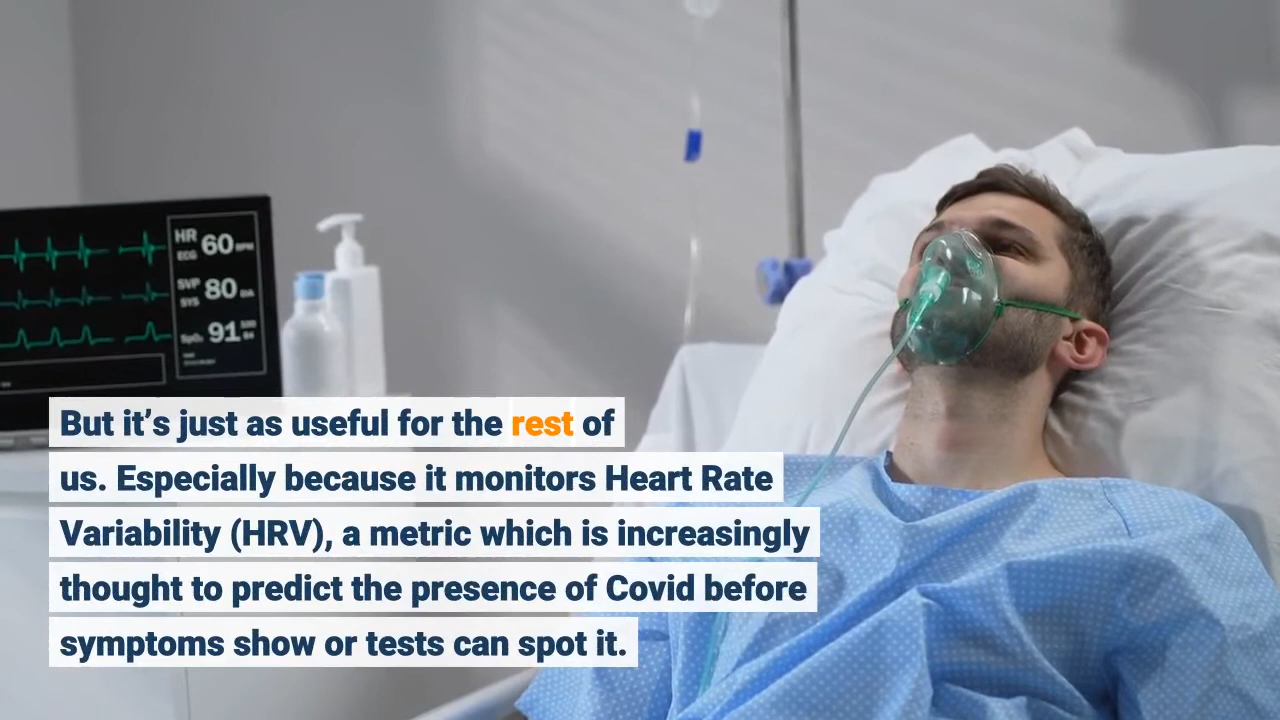 HR 60 BPM
ECG
SVP 80
SYS
SpO₂ 91
But it’s just as useful for the rest of
us. Especially because it monitors Heart Rate
Variability (HRV), a metric which is increasingly
thought to predict the presence of Covid before
symptoms show or tests can spot it.